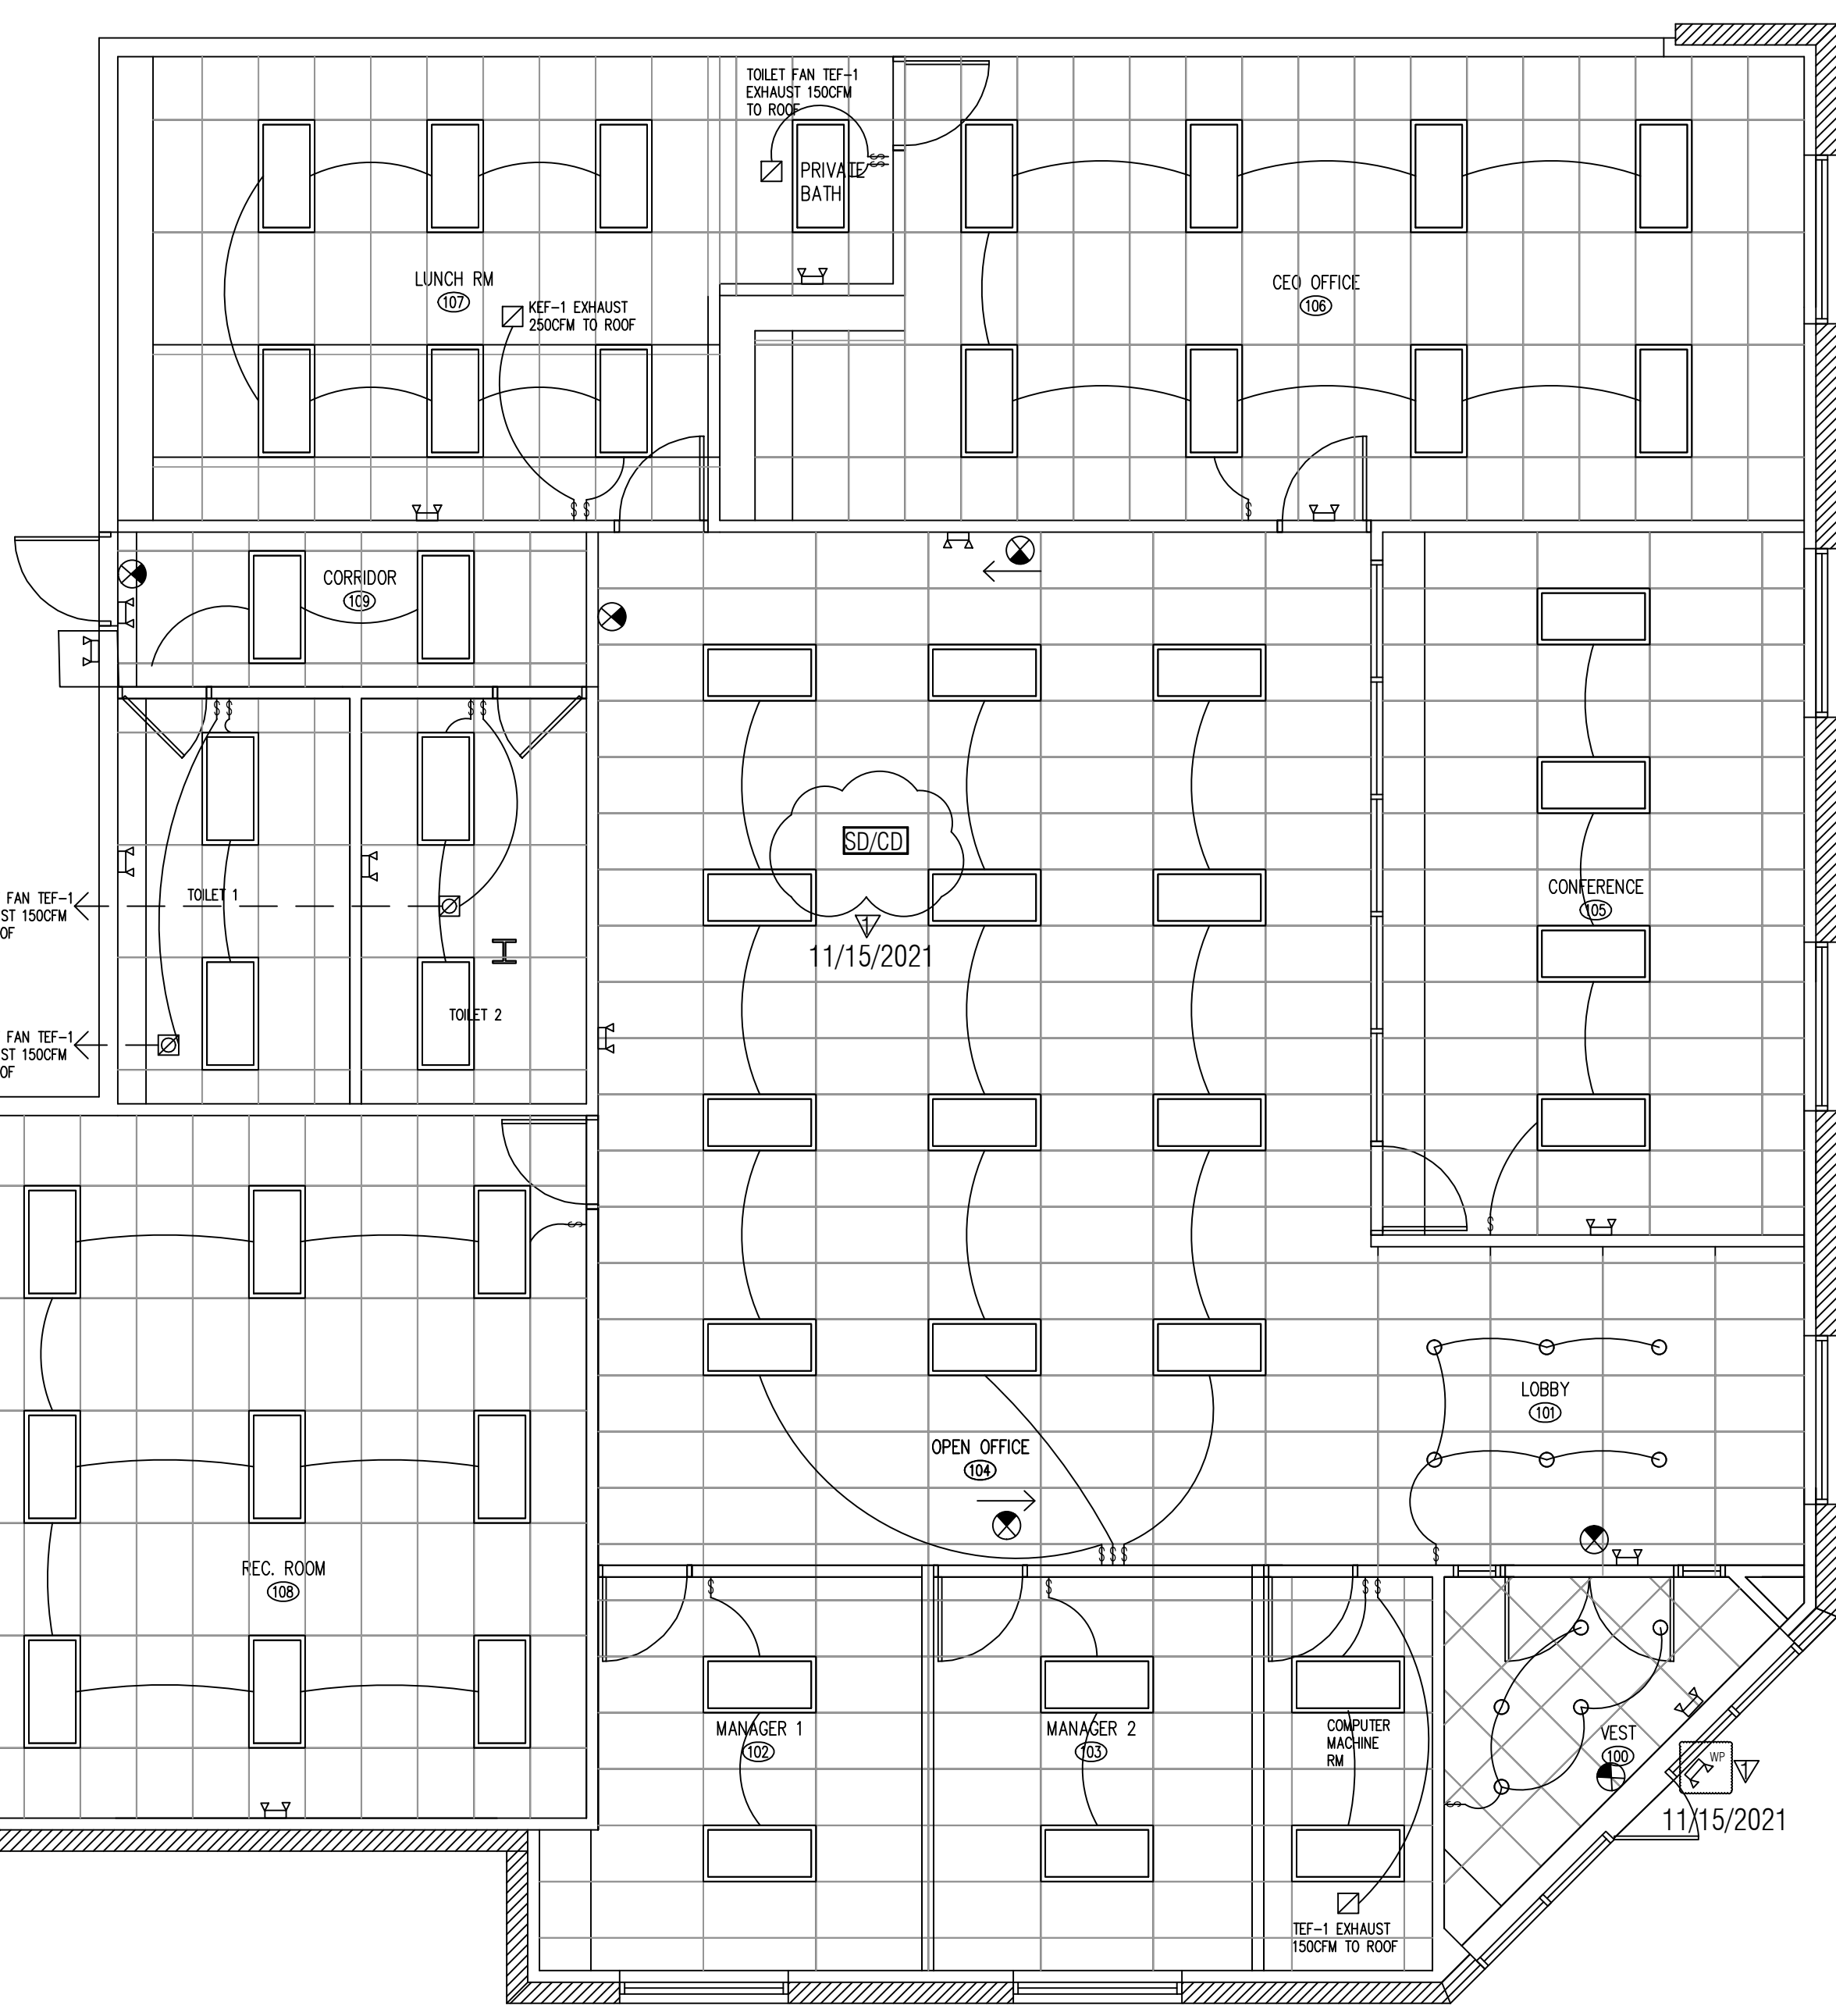 TOILET FAN TEF-1
EXHAUST 150CFM
TO ROOF
PRIVATE
BATH
LUNCH RM
107
KEF-1 EXHAUST
250CFM TO ROOF
CEO OFFICE
106
CORRIDOR
109
SD/CD
1
11/15/2021
CONFERENCE
105
TOILET 1
FAN TEF-1
ST 150CFM
OF
TOILET 2
FAN TEF-1
ST 150CFM
OF
LOBBY
101
OPEN OFFICE
104
REC. ROOM
108
MANAGER 1
102
MANAGER 2
103
COMPUTER
MACHINE
RM
VEST
100
WP
1
11/15/2021
TEF-1 EXHAUST
150CFM TO ROOF